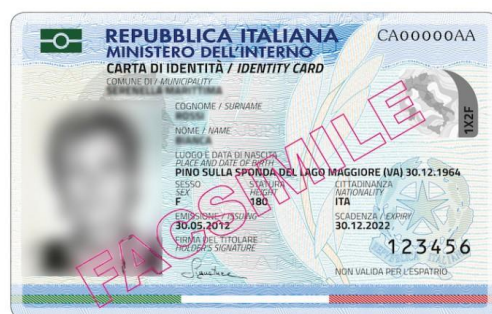 REPUBBLICA ITALIANA
CA00000AA
MINISTERO DELL'INTERNO
CARTA DI IDENTITÀ / IDENTITY CARD
COMUNE DI / MUNICIPALITY
SERENELLA MARITTIMA
COGNOME / SURNAME
ROSSI
NOME / NAME
BIANCA
1X2F
LUOGO E DATA DI NASCITA
PLACE AND DATE OF BIRTH
PINO SULLA SPONDA DEL LAGO MAGGIORE (VA) 30.12.1964
SESSO STATURA CITTADINANZA
SEX HEIGHT NATIONALITY
F 180 ITA
EMISSIONE / ISSUING SCADENZA / EXPIRY
30.05.2012 30.12.2022
FIRMA DEL TITOLARE
HOLDER'S SIGNATURE
123456
NON VALIDA PER L'ESPATRIO
FACSIMILE